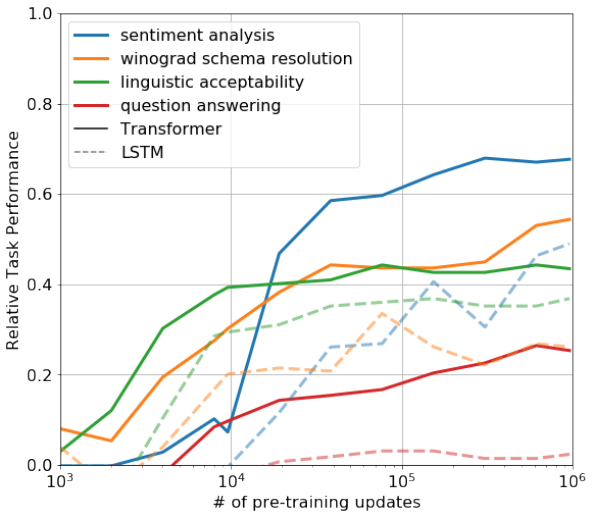 1.0
0.8
0.6
0.4
0.2
0.0
Relative Task Performance
sentiment analysis
winograd schema resolution
linguistic acceptability
question answering
Transformer
LSTM
10³
10⁴
10⁵
10⁶
# of pre-training updates